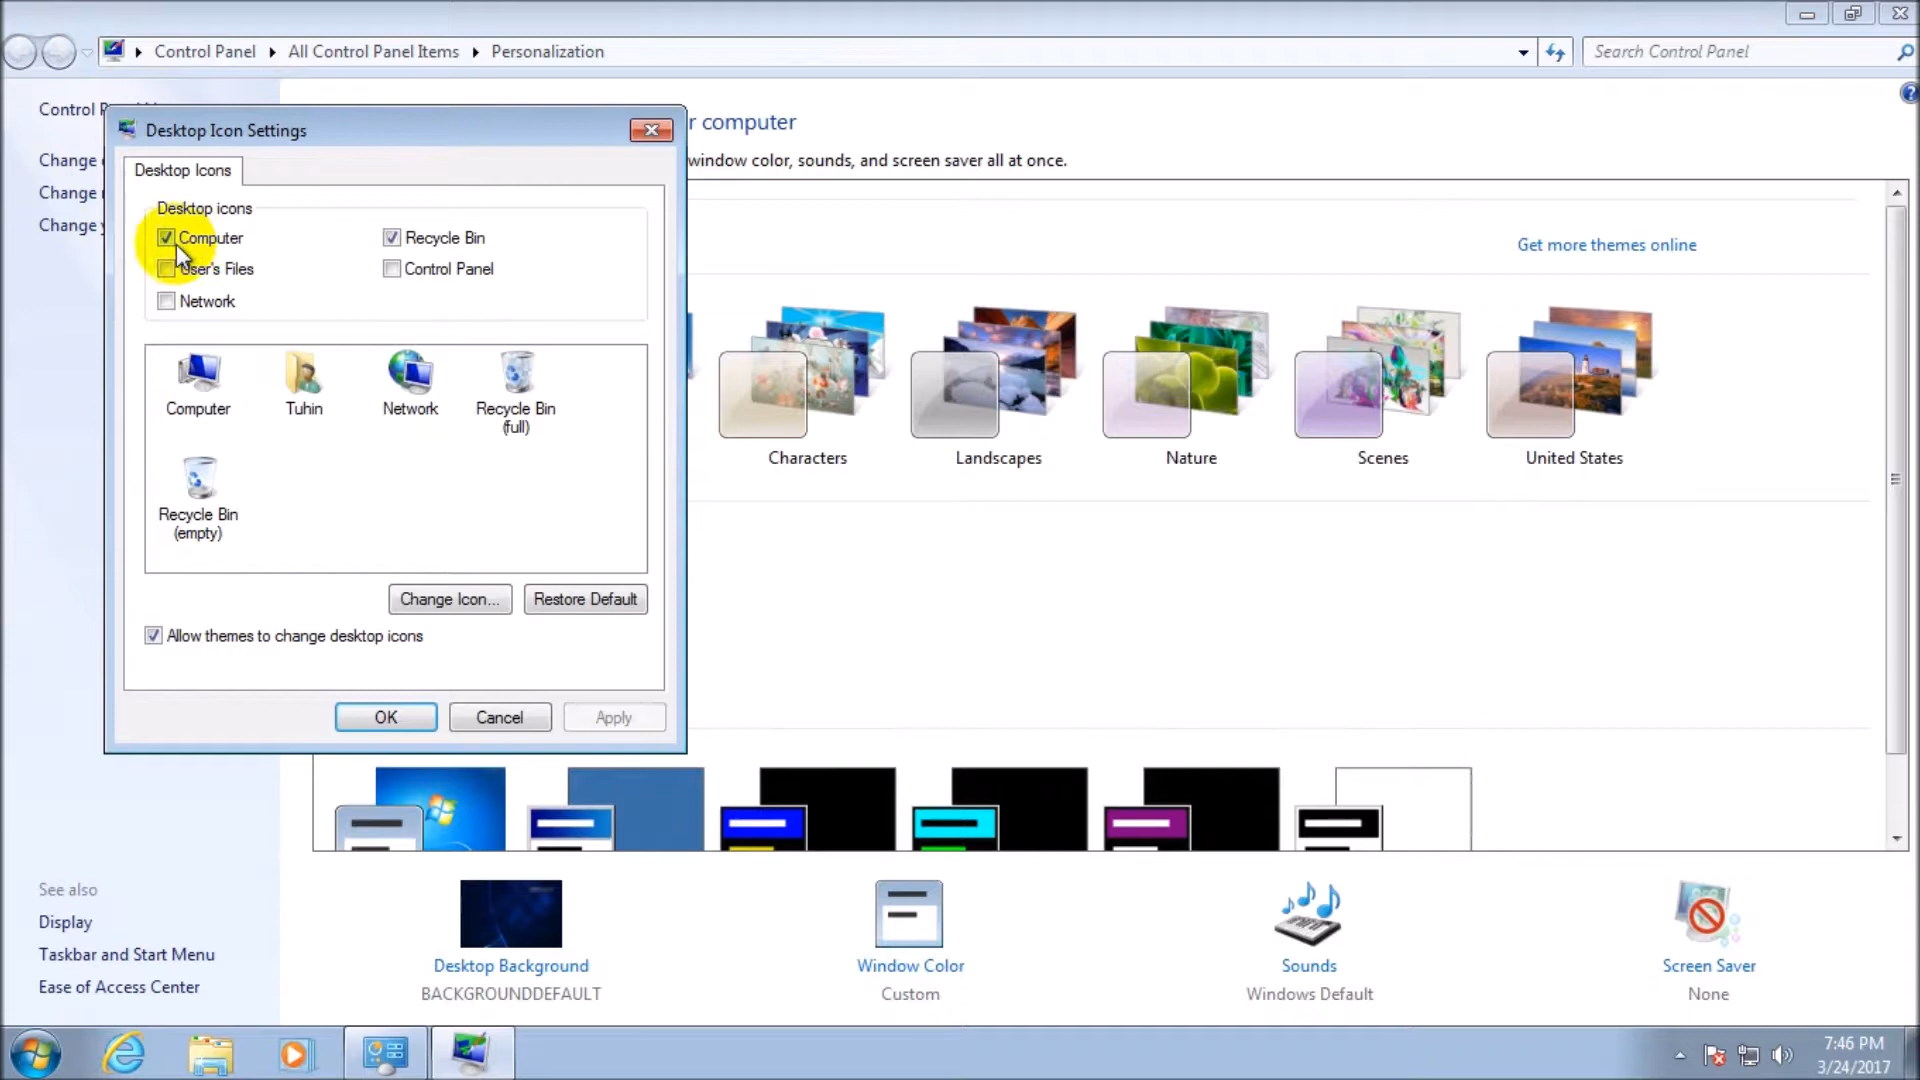 Control Panel
All Control Panel Items
Personalization
Search Control Panel
Control P
Change
Change
Change
Desktop Icon Settings
r computer
window color, sounds, and screen saver all at once.
Desktop Icons
Desktop icons
Computer
Recycle Bin
User's Files
Control Panel
Network
Get more themes online
Computer
Tuhin
Network
Recycle Bin
(full)
Recycle Bin
(empty)
Characters
Landscapes
Nature
Scenes
United States
Change Icon...
Restore Default
Allow themes to change desktop icons
OK
Cancel
Apply
See also
Display
Taskbar and Start Menu
Ease of Access Center
Desktop Background
BACKGROUNDDEFAULT
Window Color
Custom
Sounds
Windows Default
Screen Saver
None
7:46 PM
3/24/2017